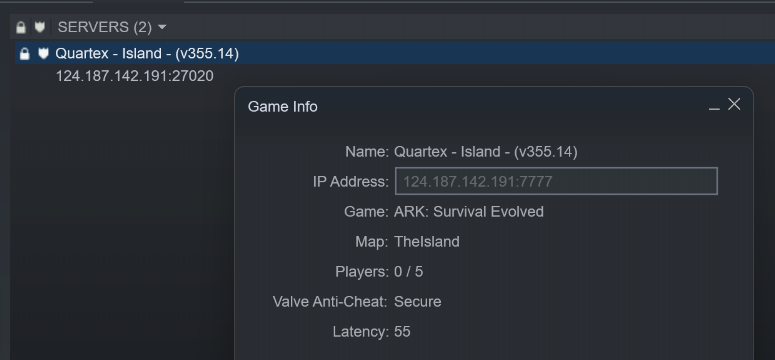 SERVERS (2)
Quartex - Island - (v355.14)
124.187.142.191:27020
Game Info
Name: Quartex - Island - (v355.14)
IP Address: 124.187.142.191:7777
Game: ARK: Survival Evolved
Map: TheIsland
Players: 0 / 5
Valve Anti-Cheat: Secure
Latency: 55